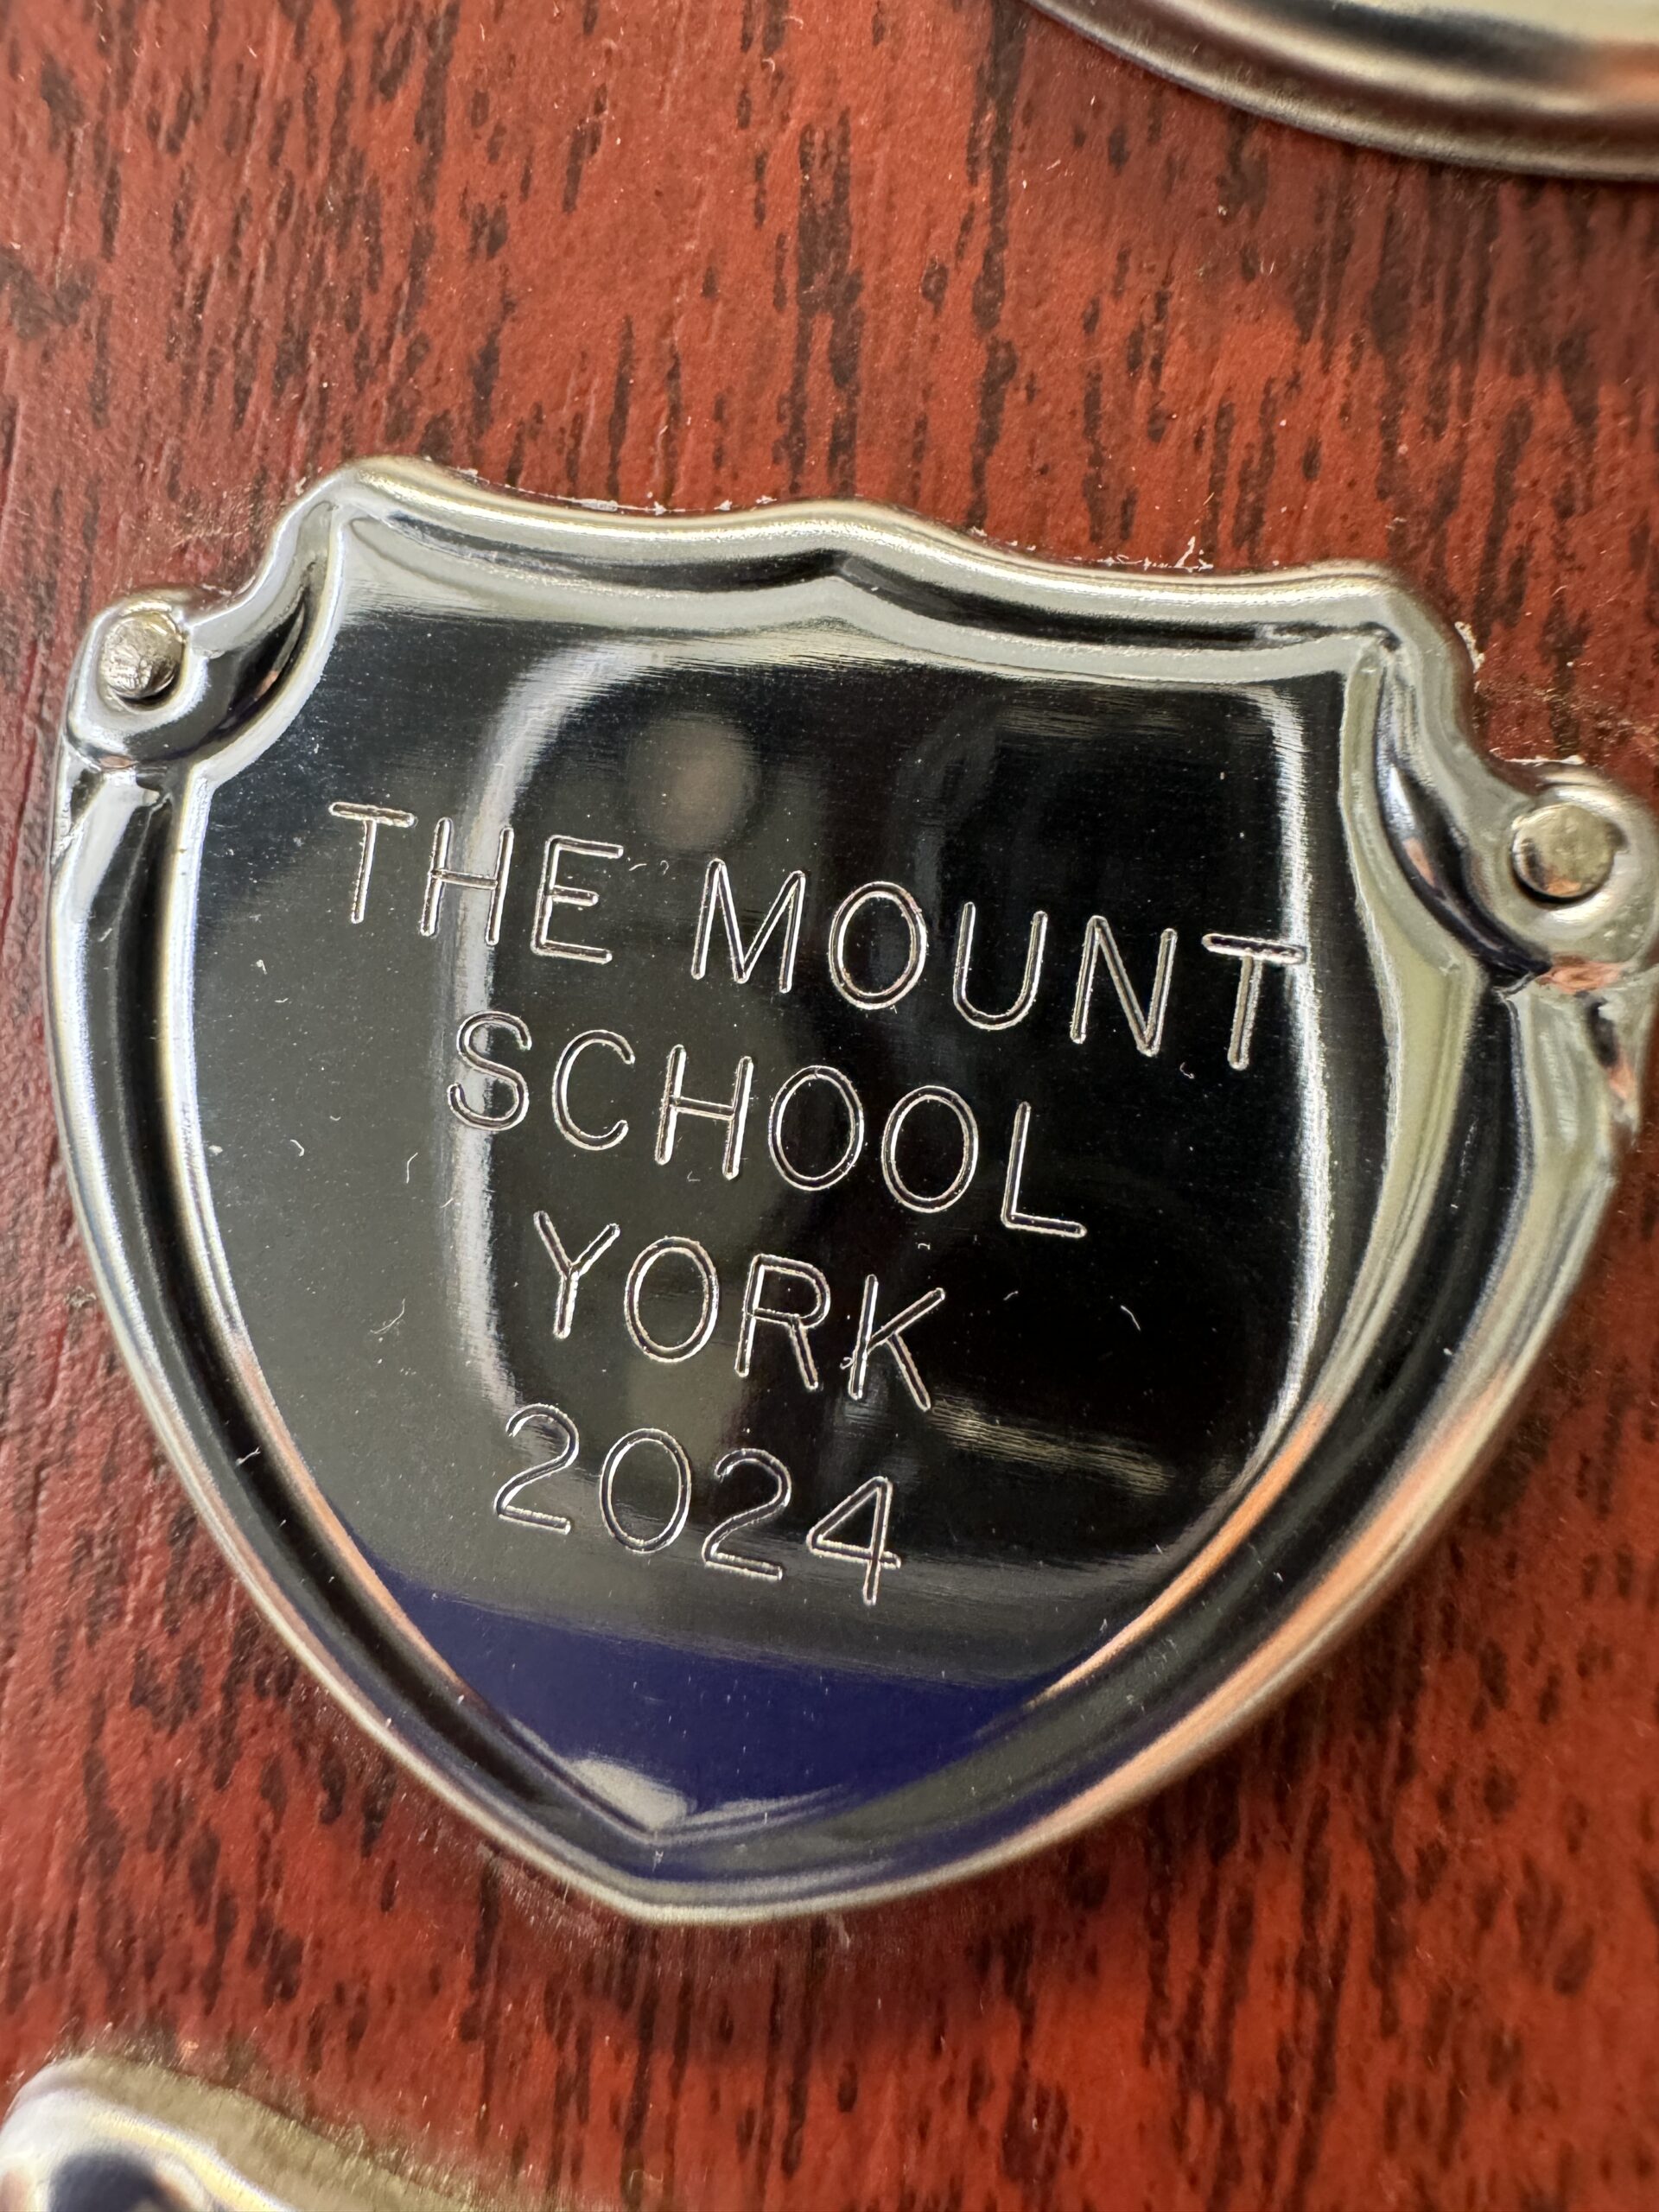 THE MOUNT
SCHOOL
YORK
2024